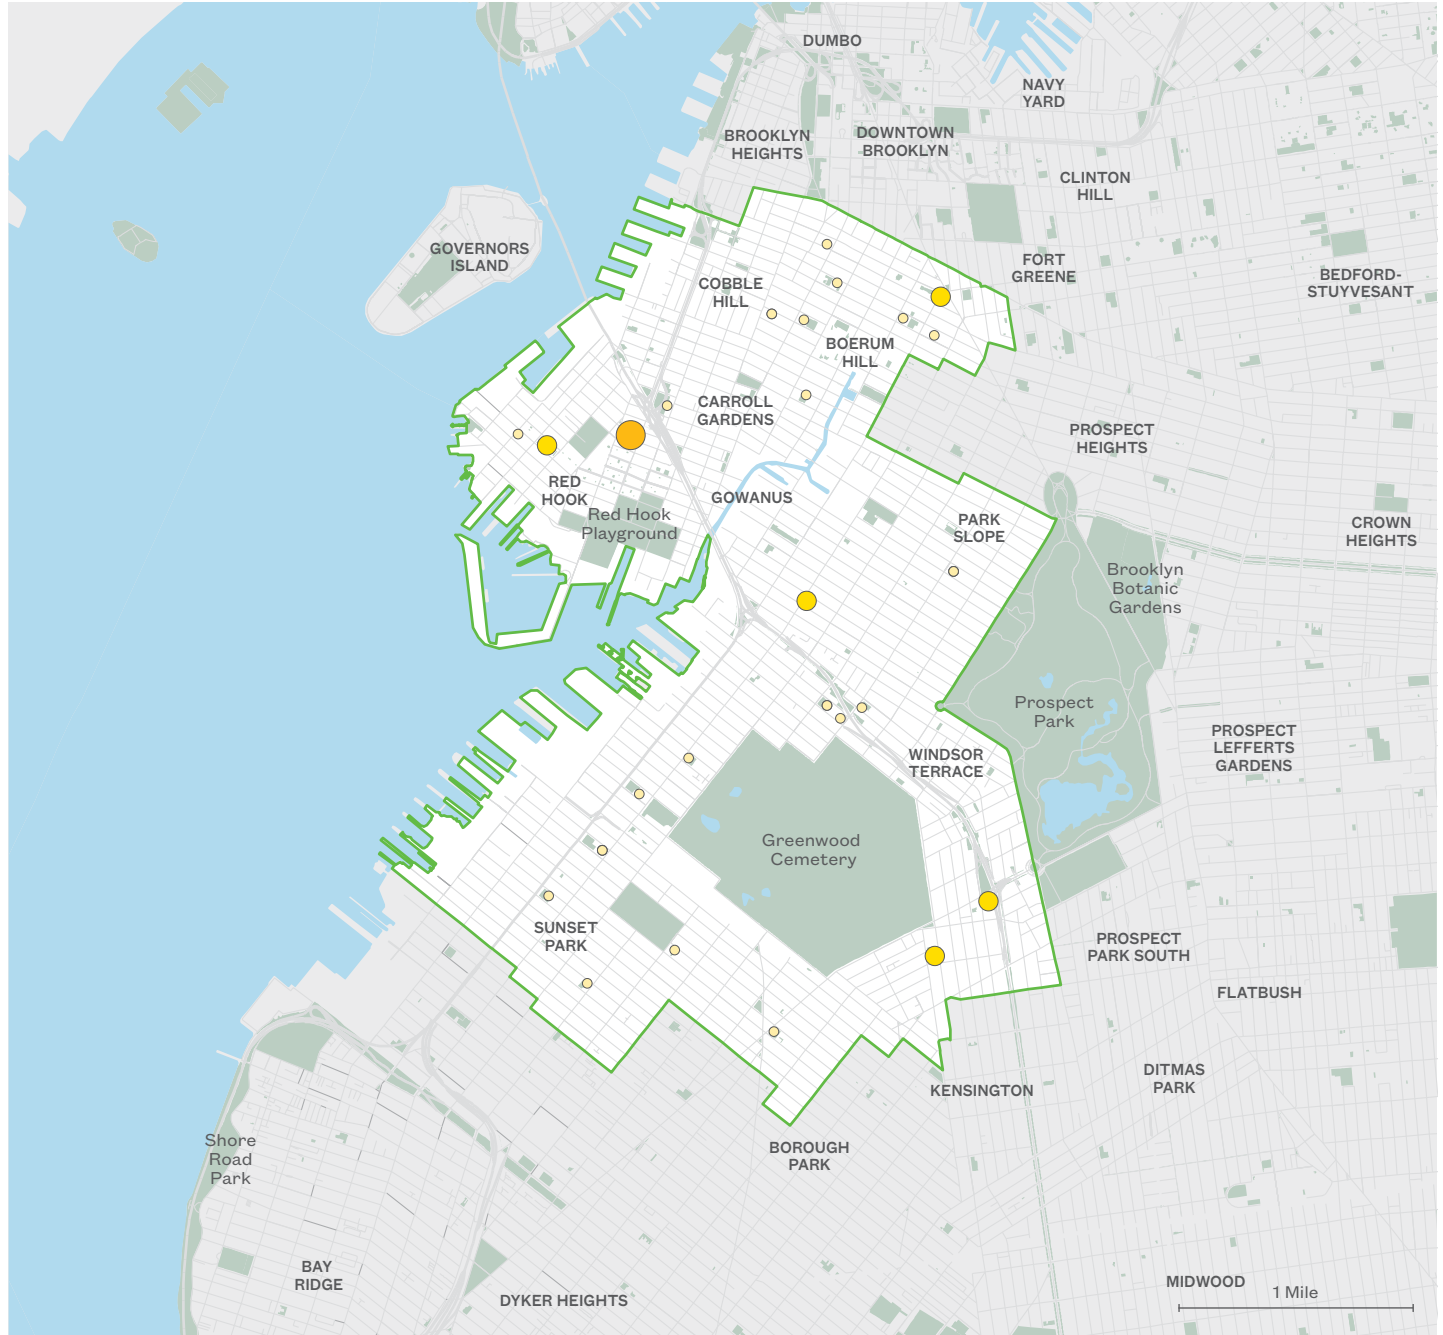 DUMBO
NAVY
YARD
BROOKLYN
HEIGHTS
DOWNTOWN
BROOKLYN
CLINTON
HILL
GOVERNORS
ISLAND
FORT
GREENE
BEDFORD-
STUYVESANT
COBBLE
HILL
BOERUM
HILL
CARROLL
GARDENS
PROSPECT
HEIGHTS
RED
HOOK
GOWANUS
Red Hook
Playground
PARK
SLOPE
CROWN
HEIGHTS
Brooklyn
Botanic
Gardens
Prospect
Park
PROSPECT
LEFFERTS
GARDENS
WINDSOR
TERRACE
Greenwood
Cemetery
SUNSET
PARK
PROSPECT
PARK SOUTH
FLATBUSH
DITMAS
PARK
KENSINGTON
BOROUGH
PARK
Shore
Road
Park
BAY
RIDGE
DYKER HEIGHTS
MIDWOOD
1 Mile